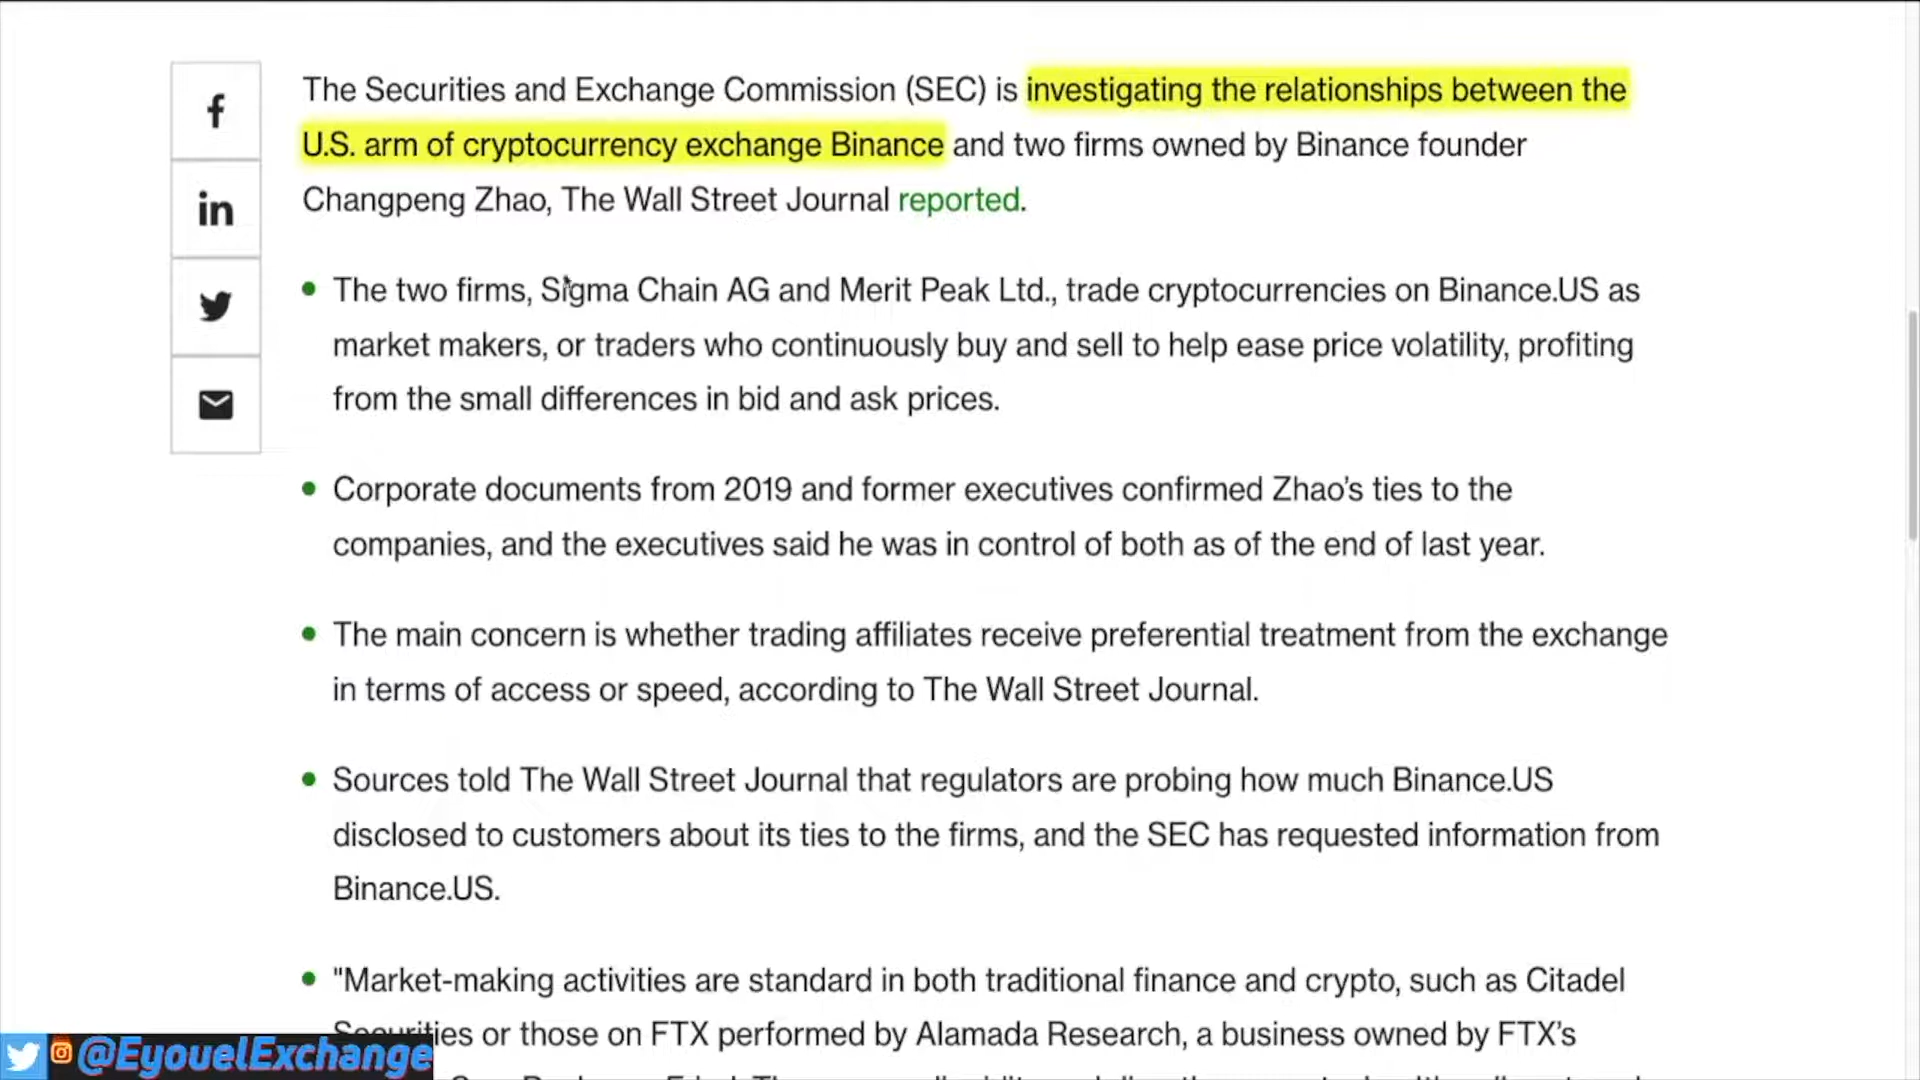 The Securities and Exchange Commission (SEC) is investigating the relationships between the
U.S. arm of cryptocurrency exchange Binance and two firms owned by Binance founder
Changpeng Zhao, The Wall Street Journal reported.
The two firms, Sigma Chain AG and Merit Peak Ltd., trade cryptocurrencies on Binance.US as
market makers, or traders who continuously buy and sell to help ease price volatility, profiting
from the small differences in bid and ask prices.
Corporate documents from 2019 and former executives confirmed Zhao's ties to the
companies, and the executives said he was in control of both as of the end of last year.
The main concern is whether trading affiliates receive preferential treatment from the exchange
in terms of access or speed, according to The Wall Street Journal.
Sources told The Wall Street Journal that regulators are probing how much Binance.US
disclosed to customers about its ties to the firms, and the SEC has requested information from
Binance.US.
"Market-making activities are standard in both traditional finance and crypto, such as Citadel
Securities or those on FTX performed by Alamada Research, a business owned by FTX's
@EyouelExchange